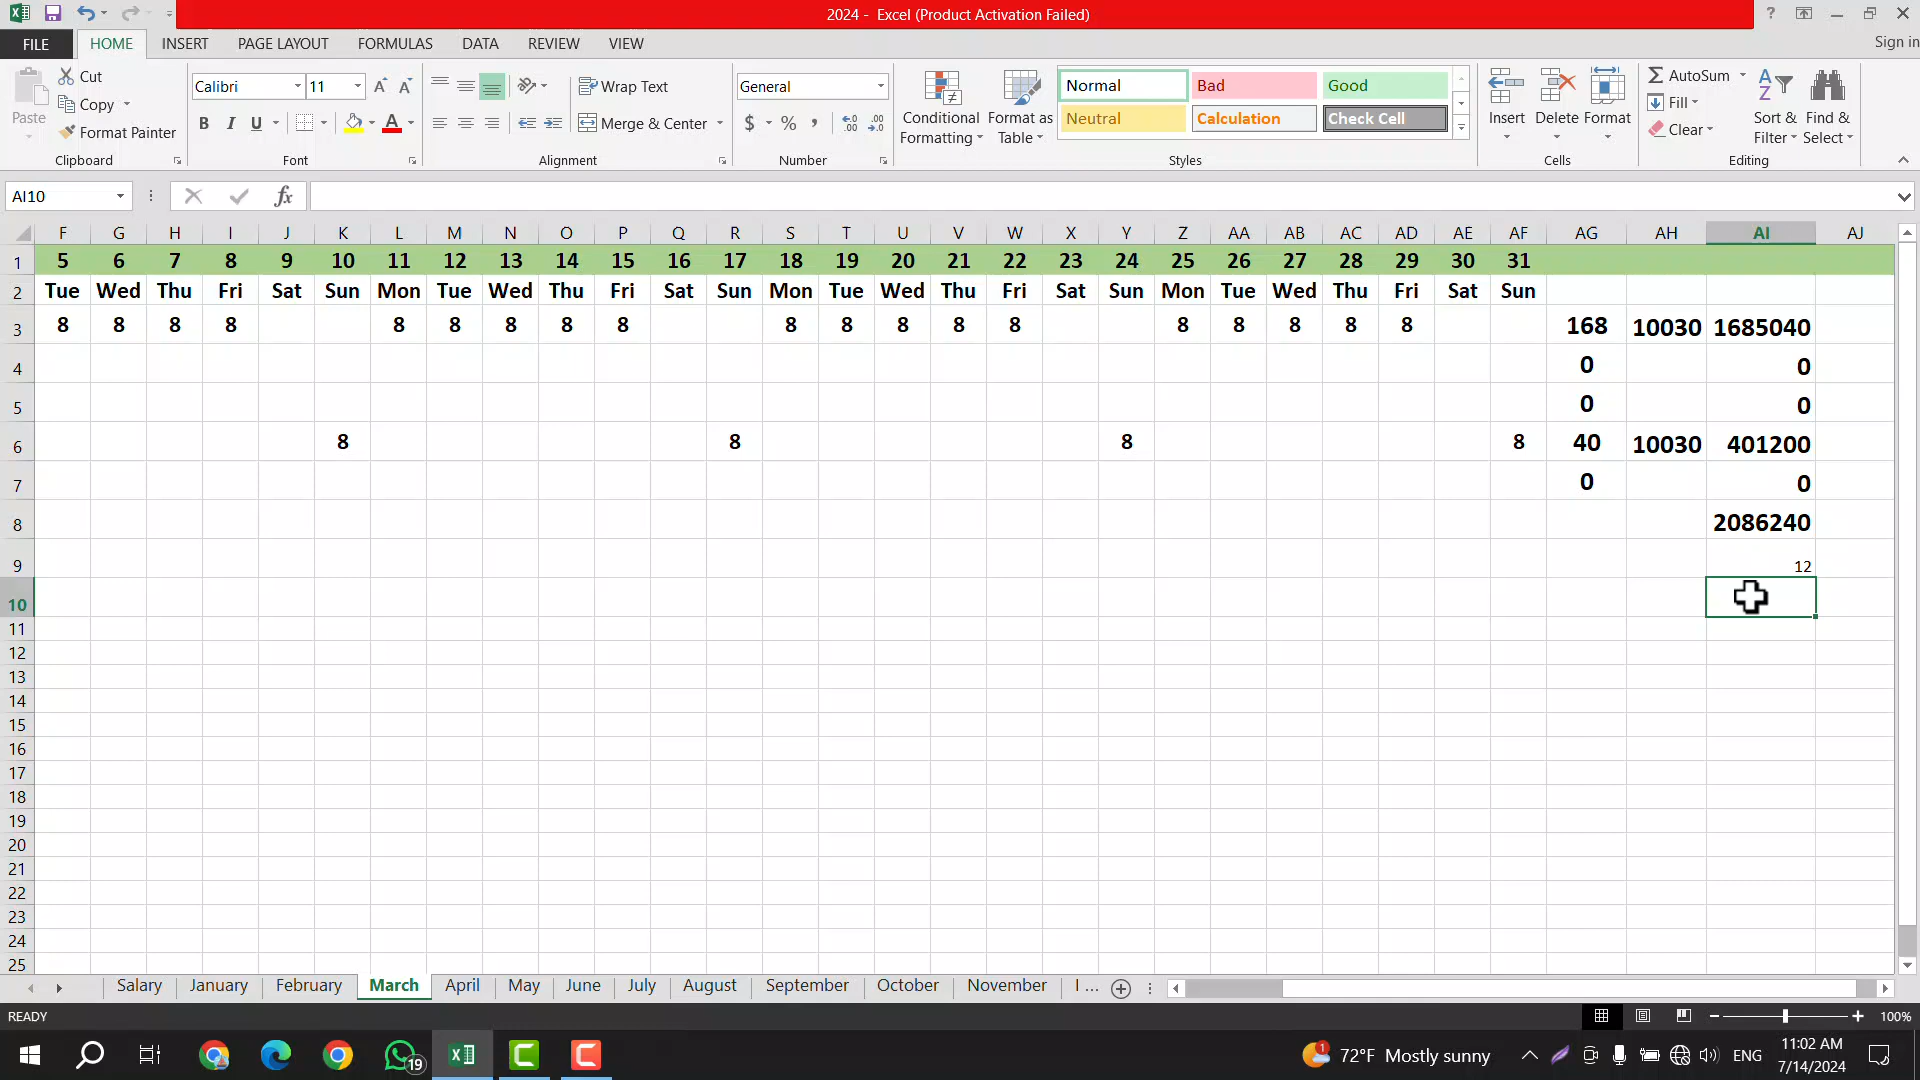 2024 - Excel (Product Activation Failed)
Sign in
FILE HOME INSERT PAGE LAYOUT FORMULAS DATA REVIEW VIEW
Paste Cut
Copy
Format Painter
Calibri 11
B I U
Wrap Text
Merge & Center
General
$ % ,
Conditional Formatting
Format as Table
Normal Bad Good
Neutral Calculation Check Cell
Insert Delete Format
AutoSum
Fill
Clear
Sort & Filter
Find & Select
Clipboard Font Alignment Number Styles Cells Editing
AI10 fx
F G H I J K L M N O P Q R S T U V W X Y Z AA AB AC AD AE AF AG AH AI AJ
1 5 6 7 8 9 10 11 12 13 14 15 16 17 18 19 20 21 22 23 24 25 26 27 28 29 30 31
2 Tue Wed Thu Fri Sat Sun Mon Tue Wed Thu Fri Sat Sun Mon Tue Wed Thu Fri Sat Sun Mon Tue Wed Thu Fri Sat Sun
3 8 8 8 8 8 8 8 8 8 8 8 8 8 8 8 8 8 8 8 168 10030 1685040
4 0 0
5 0 0
6 8 8 8 8 40 10030 401200
7 0 0
8 2086240
9 12
10
11
12
13
14
15
16
17
18
19
20
21
22
23
24
25
Salary January February March April May June July August September October November I ...
READY 100%
19 72°F Mostly sunny ENG 11:02 AM
7/14/2024